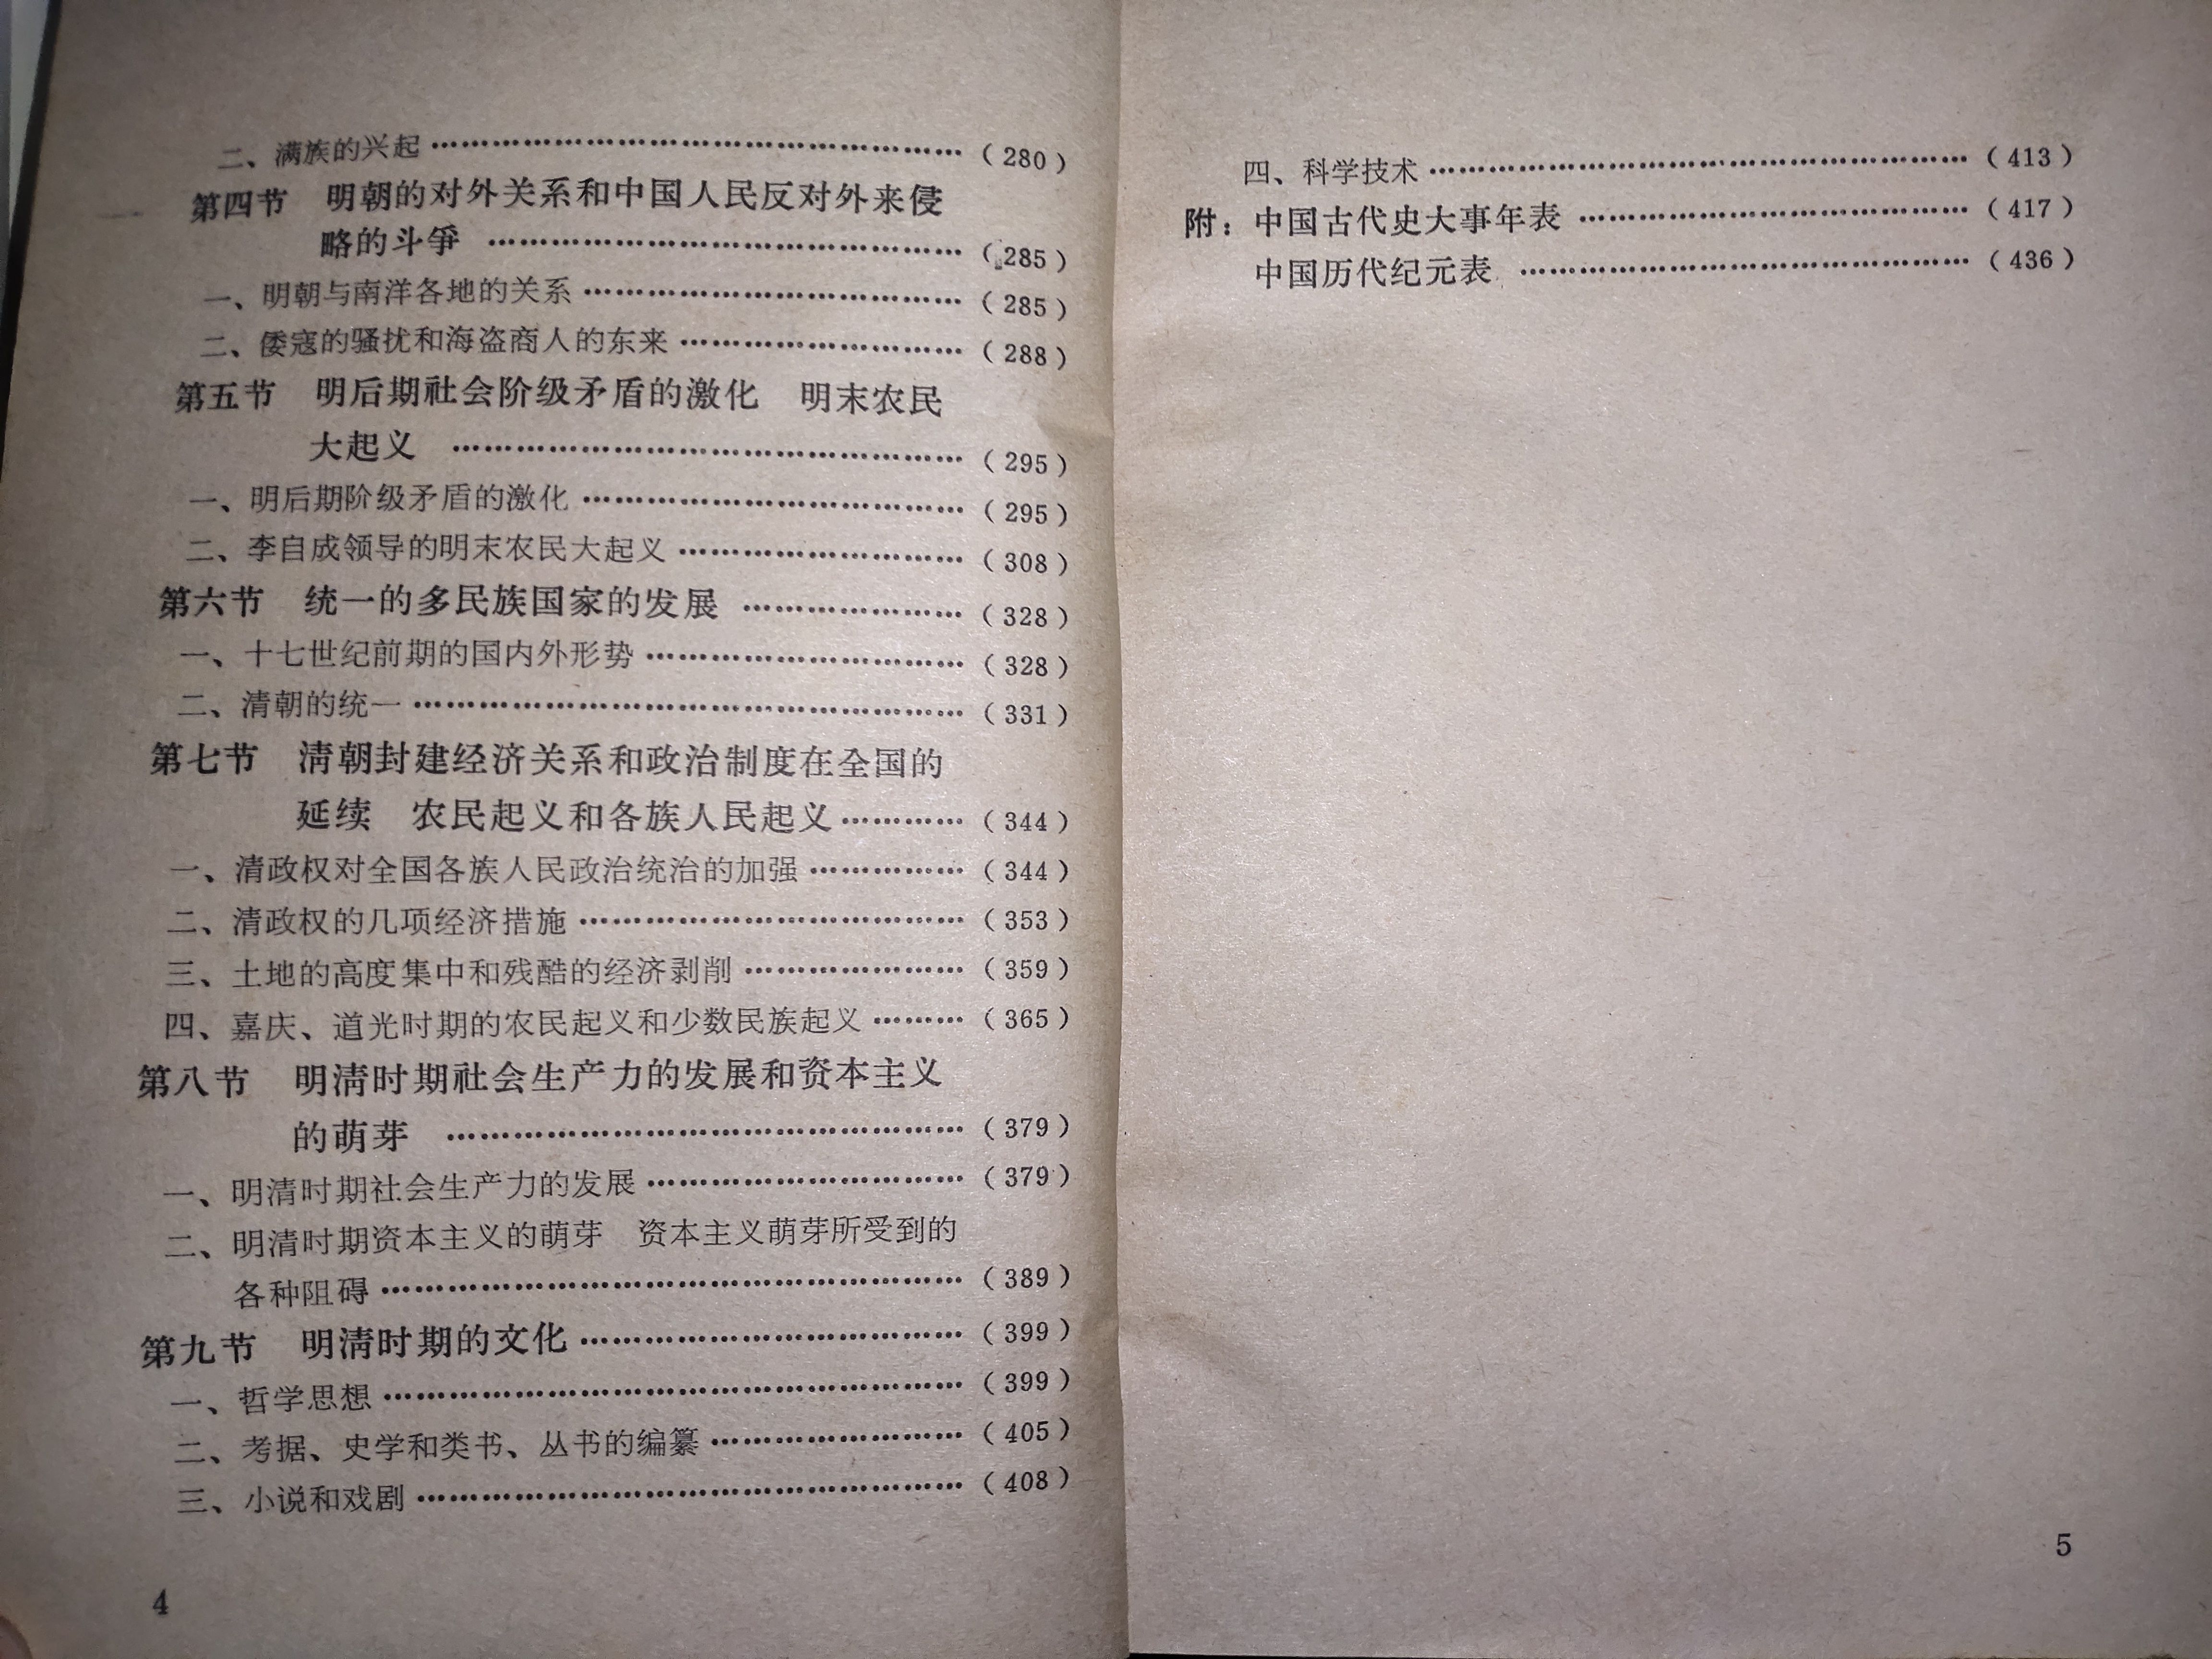 二、满族的兴起……………………………………………（280）
第四节　明朝的对外关系和中国人民反对外来侵
略的斗争 ………………………………………（285）
一、明朝与南洋各地的关系………………………………（285）
二、倭寇的骚扰和海盗商人的东来………………………（288）
第五节　明后期社会阶级矛盾的激化　明末农民
大起义 …………………………………………（295）
一、明后期阶级矛盾的激化………………………………（295）
二、李自成领导的明末农民大起义………………………（308）
第六节　统一的多民族国家的发展 …………………（328）
一、十七世纪前期的国内外形势…………………………（328）
二、清朝的统一……………………………………………（331）
第七节　清朝封建经济关系和政治制度在全国的
延续　农民起义和各族人民起义…………（344）
一、清政权对全国各族人民政治统治的加强……………（344）
二、清政权的几项经济措施………………………………（353）
三、土地的高度集中和残酷的经济剥削…………………（359）
四、嘉庆、道光时期的农民起义和少数民族起义………（365）
第八节　明清时期社会生产力的发展和资本主义
的萌芽 …………………………………………（379）
一、明清时期社会生产力的发展…………………………（379）
二、明清时期资本主义的萌芽　资本主义萌芽所受到的
各种阻碍………………………………………………（389）
第九节　明清时期的文化………………………………（399）
一、哲学思想………………………………………………（399）
二、考据、史学和类书、丛书的编纂……………………（405）
三、小说和戏剧……………………………………………（408）
4
四、科学技术………………………………………………（413）
附：中国古代史大事年表 ………………………………（417）
中国历代纪元表 ……………………………………（436）
5